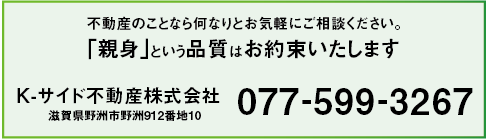 不動産のことなら何なりとお気軽にご相談ください。
「親身」という品質はお約束いたします
K-サイド不動産株式会社 077-599-3267
滋賀県野洲市野洲912番地10